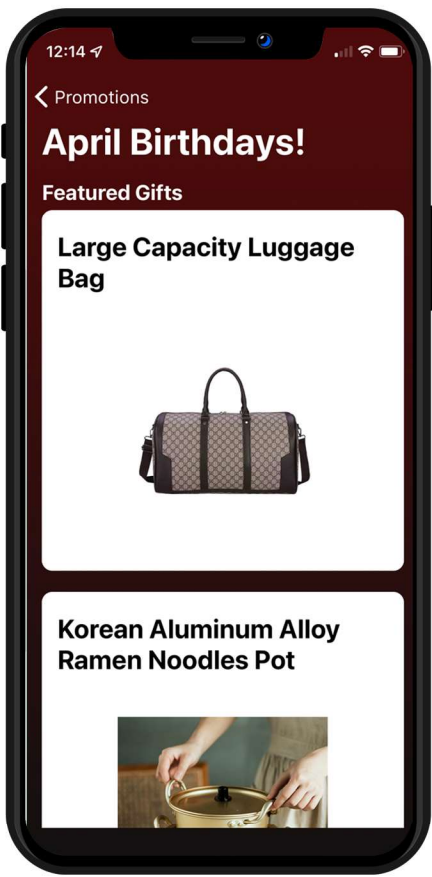 12:14
Promotions
April Birthdays!
Featured Gifts
Large Capacity Luggage
Bag
Korean Aluminum Alloy
Ramen Noodles Pot